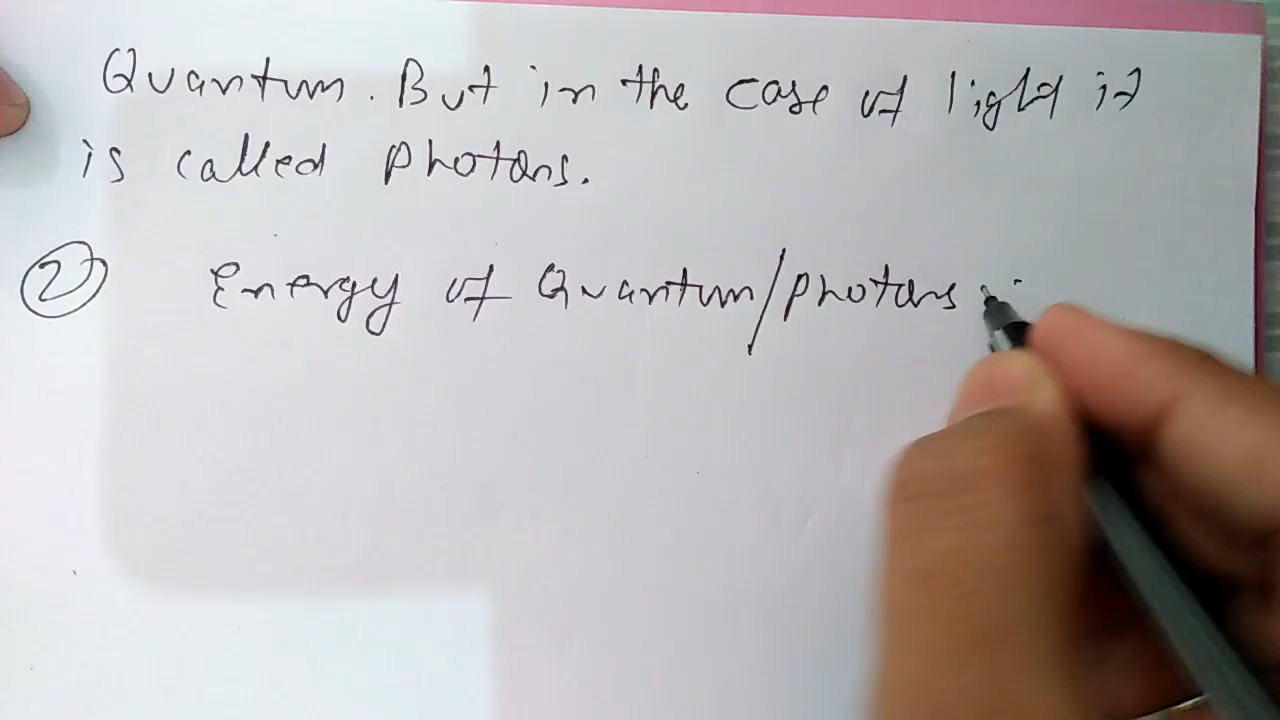 Quantum. But in the case of light it
is called photons.
② Energy of Quantum/photons :